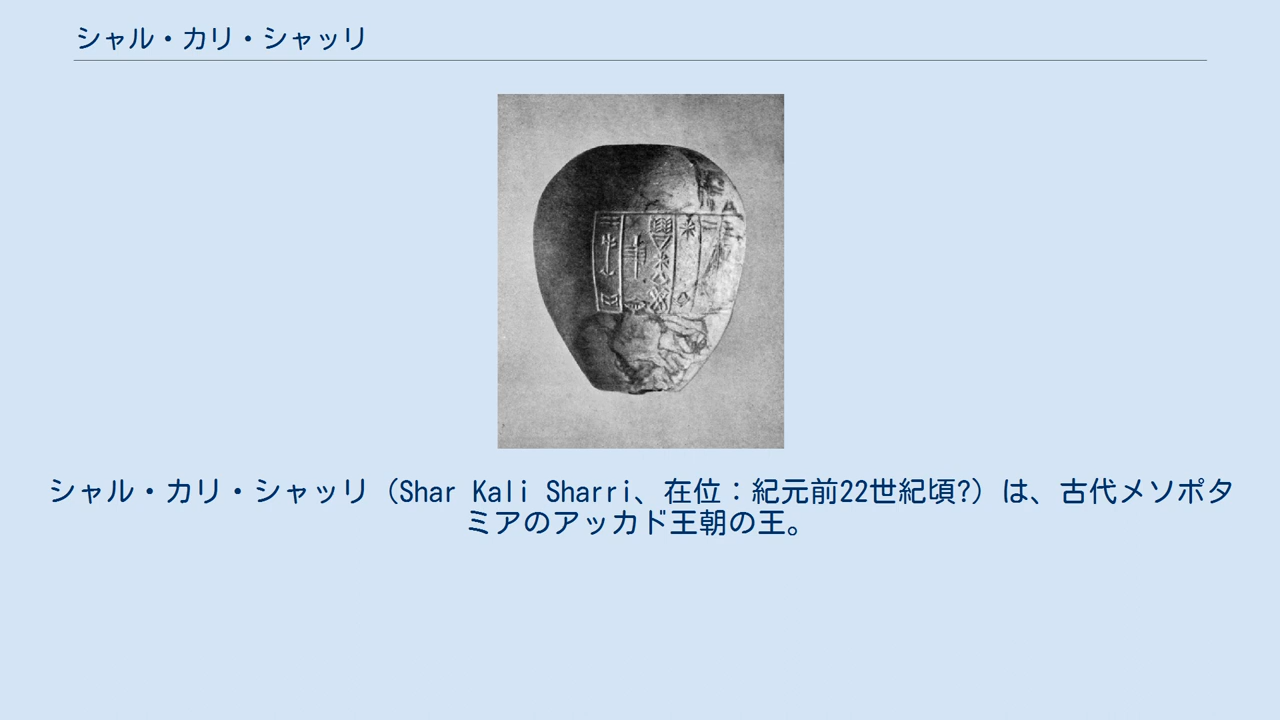 シャル・カリ・シャッリ
シャル・カリ・シャッリ（Shar Kali Sharri、在位：紀元前22世紀頃?）は、古代メソポタ
ミアのアッカド王朝の王。